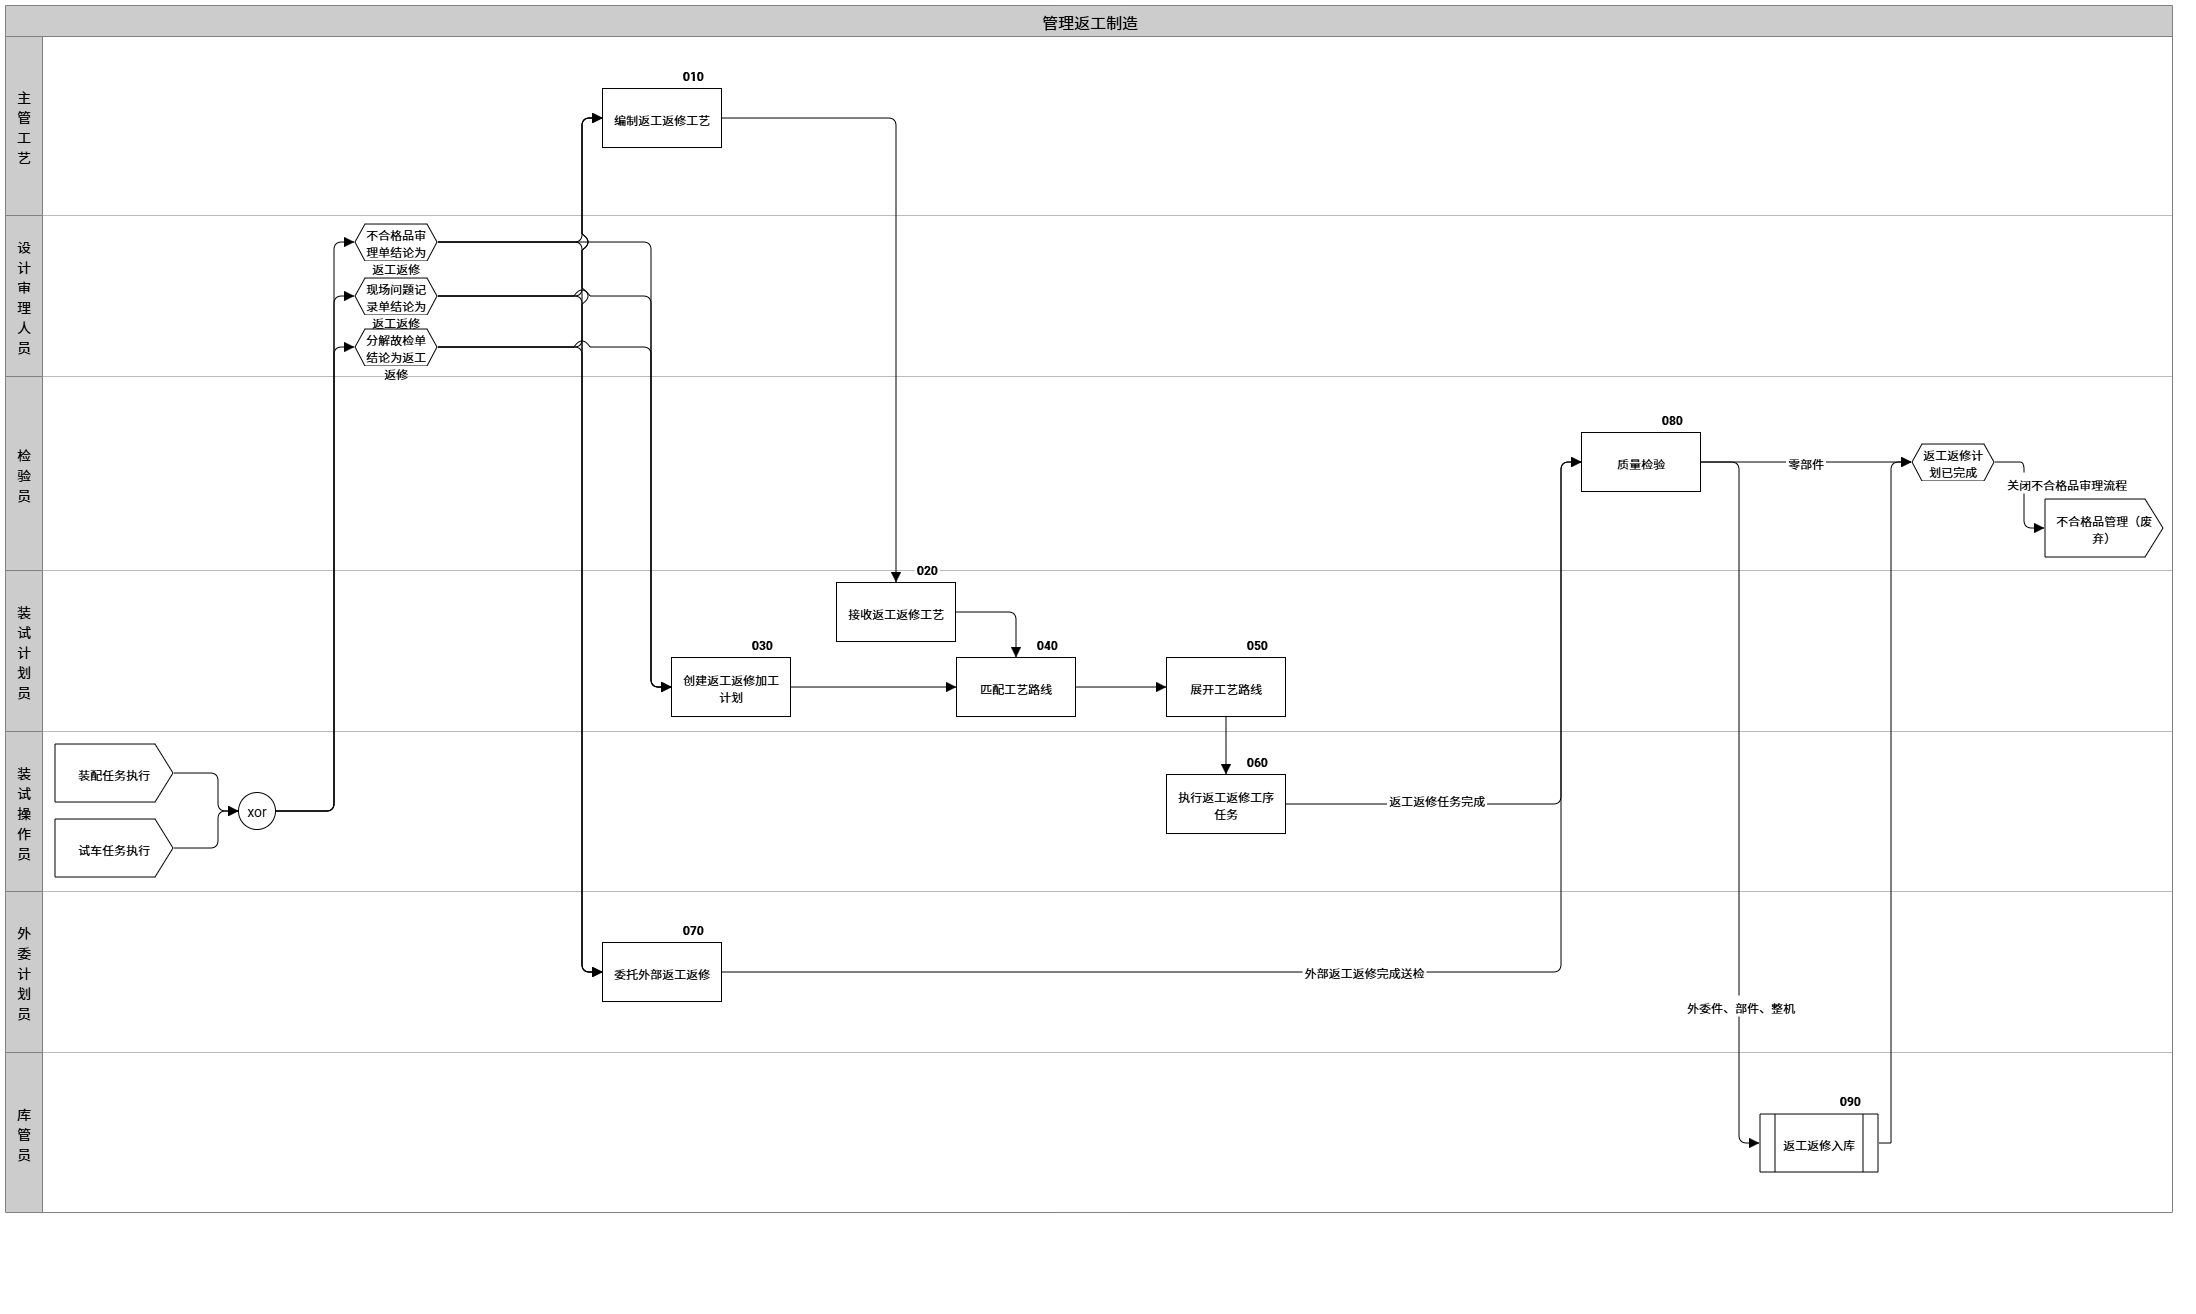 管理返工制造
主管工艺
010
编制返工返修工艺
设计审理人员
不合格品审
理单结论为
返工返修
现场问题记
录单结论为
返工返修
分解故检单
结论为返工
返修
检验员
080
质量检验
零部件
返工返修计
划已完成
关闭不合格品审理流程
不合格品管理（废
弃）
装试计划员
020
接收返工返修工艺
030
创建返工返修加工
计划
040
匹配工艺路线
050
展开工艺路线
装试操作员
装配任务执行
试车任务执行
xor
060
执行返工返修工序
任务
返工返修任务完成
外委计划员
070
委托外部返工返修
外部返工返修完成送检
外委件、部件、整机
库管员
090
返工返修入库